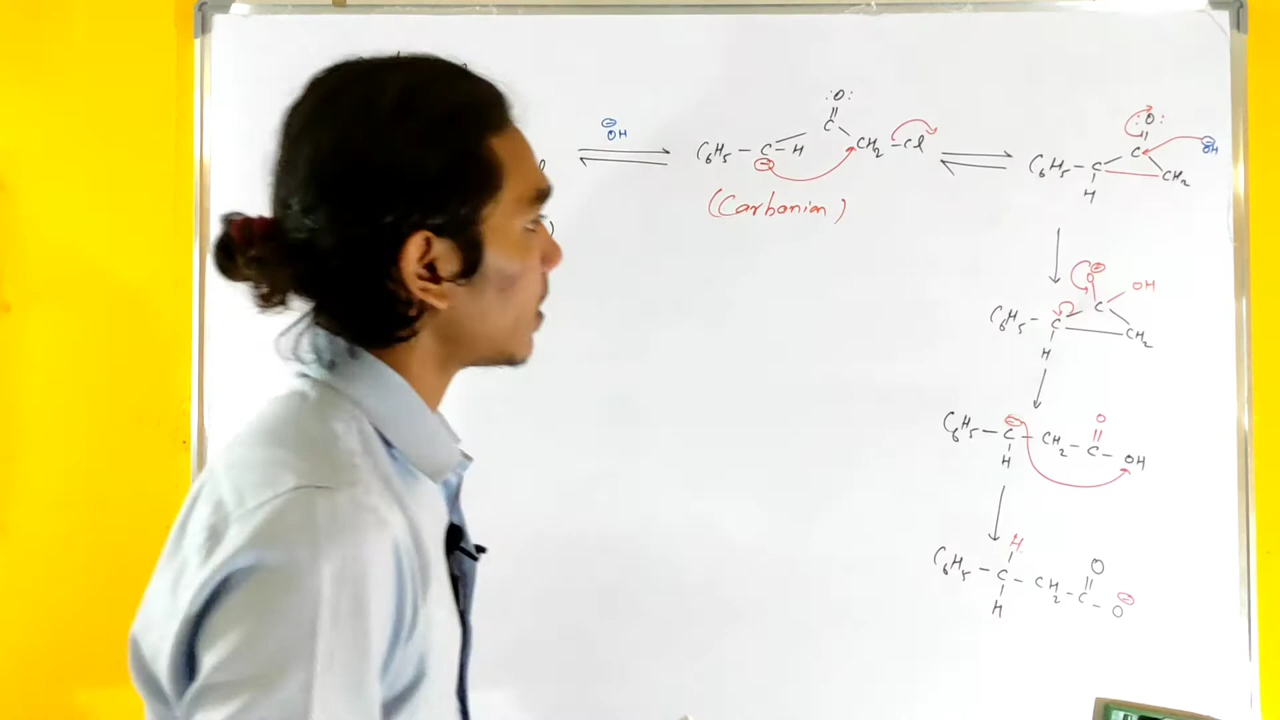 ⊖OH
:O:
||
C6H5 – C – H C CH2 – Cl
⊖
(Carbanion)
:O:
||
C ⊖OH
C6H5 – C CH2
H
O⊖ OH
C
C6H5 – C CH2
H
⊖ O
||
C6H5 – C – CH2 – C – OH
H
H O
||
C6H5 – C – CH2 – C – O⊖
H